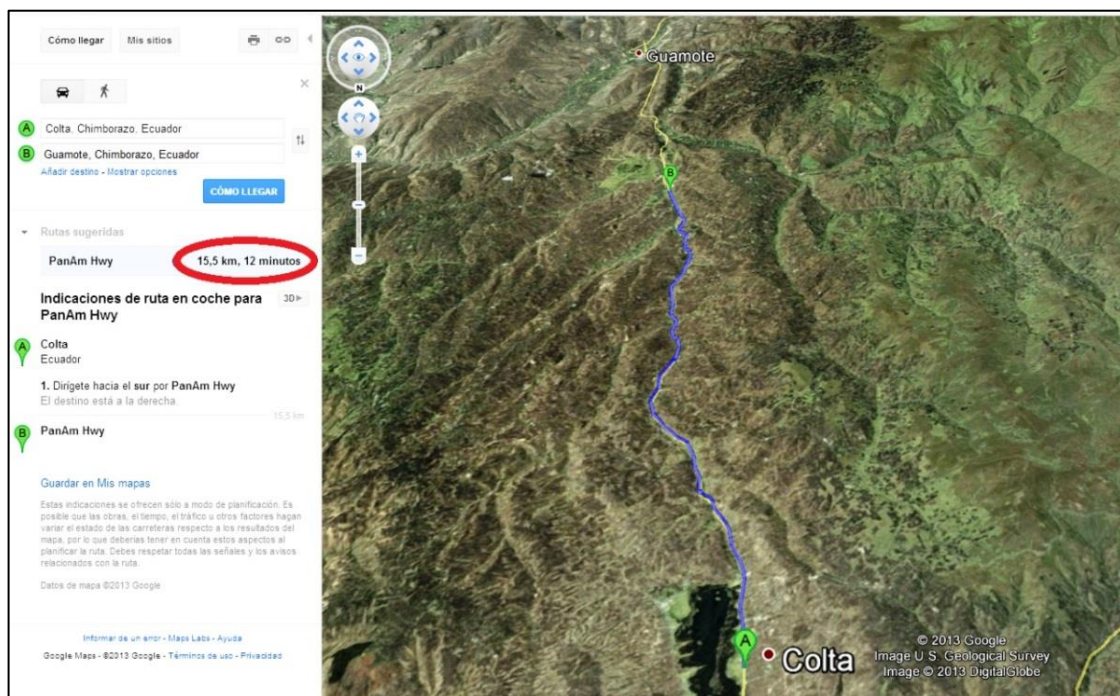 Cómo llegar
Mis sitios
A
Colta, Chimborazo, Ecuador
B
Guamote, Chimborazo, Ecuador
Añadir destino - Mostrar opciones
CÓMO LLEGAR
Rutas sugeridas
PanAm Hwy
15,5 km, 12 minutos
Indicaciones de ruta en coche para
PanAm Hwy
3D
A
Colta
Ecuador
1. Dirígete hacia el sur por PanAm Hwy
El destino está a la derecha.
15,5 km
B
PanAm Hwy
Guardar en Mis mapas
Estas indicaciones se ofrecen sólo a modo de planificación. Es
posible que las obras, el tiempo, el tráfico u otros factores hagan
variar el estado de las carreteras respecto a los resultados del
mapa, por lo que deberías tener en cuenta estos aspectos al
planificar la ruta. Debes respetar todas las señales y los avisos
relacionados con la ruta.
Datos de mapa ©2013 Google
Informar de un error - Maps Labs - Ayuda
Google Maps - ©2013 Google - Términos de uso - Privacidad
N
Guamote
B
A
Colta
© 2013 Google
Image U.S. Geological Survey
Image © 2013 DigitalGlobe